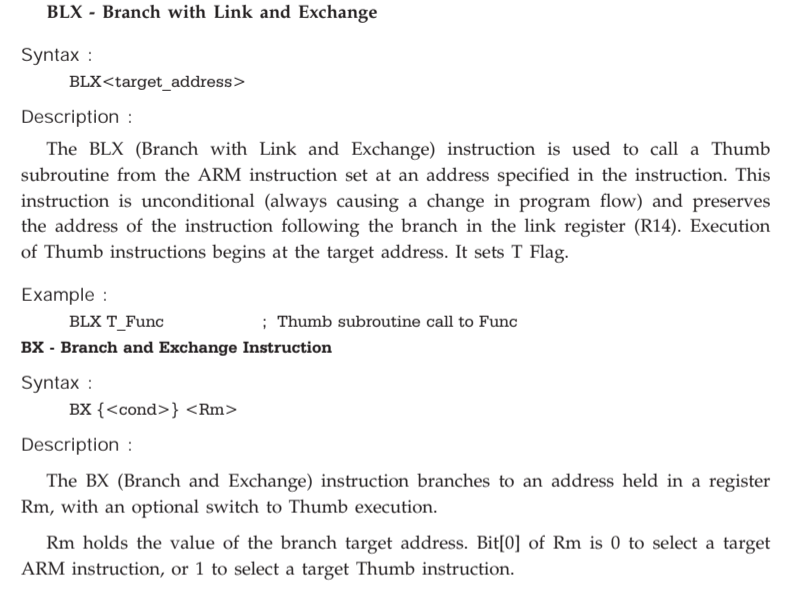 BLX - Branch with Link and Exchange
Syntax :
BLX<target_address>
Description :
The BLX (Branch with Link and Exchange) instruction is used to call a Thumb
subroutine from the ARM instruction set at an address specified in the instruction. This
instruction is unconditional (always causing a change in program flow) and preserves
the address of the instruction following the branch in the link register (R14). Execution
of Thumb instructions begins at the target address. It sets T Flag.
Example :
BLX T_Func ; Thumb subroutine call to Func
BX - Branch and Exchange Instruction
Syntax :
BX {<cond>} <Rm>
Description :
The BX (Branch and Exchange) instruction branches to an address held in a register
Rm, with an optional switch to Thumb execution.
Rm holds the value of the branch target address. Bit[0] of Rm is 0 to select a target
ARM instruction, or 1 to select a target Thumb instruction.